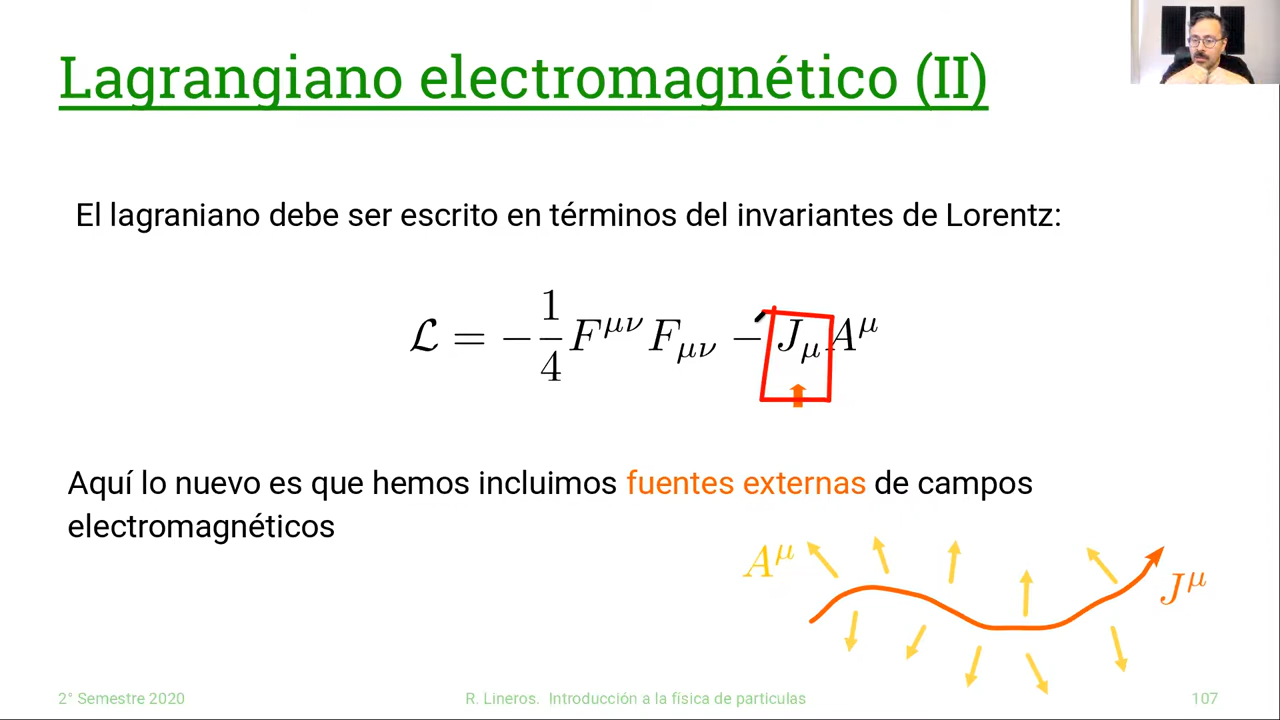 Lagrangiano electromagnético (II)
El lagraniano debe ser escrito en términos del invariantes de Lorentz:
ℒ = −1/4 F^{μν} F_{μν} − J_μ A^μ
Aquí lo nuevo es que hemos incluimos fuentes externas de campos
electromagnéticos
A^μ
J^μ
2° Semestre 2020
R. Lineros. Introducción a la física de particulas
107